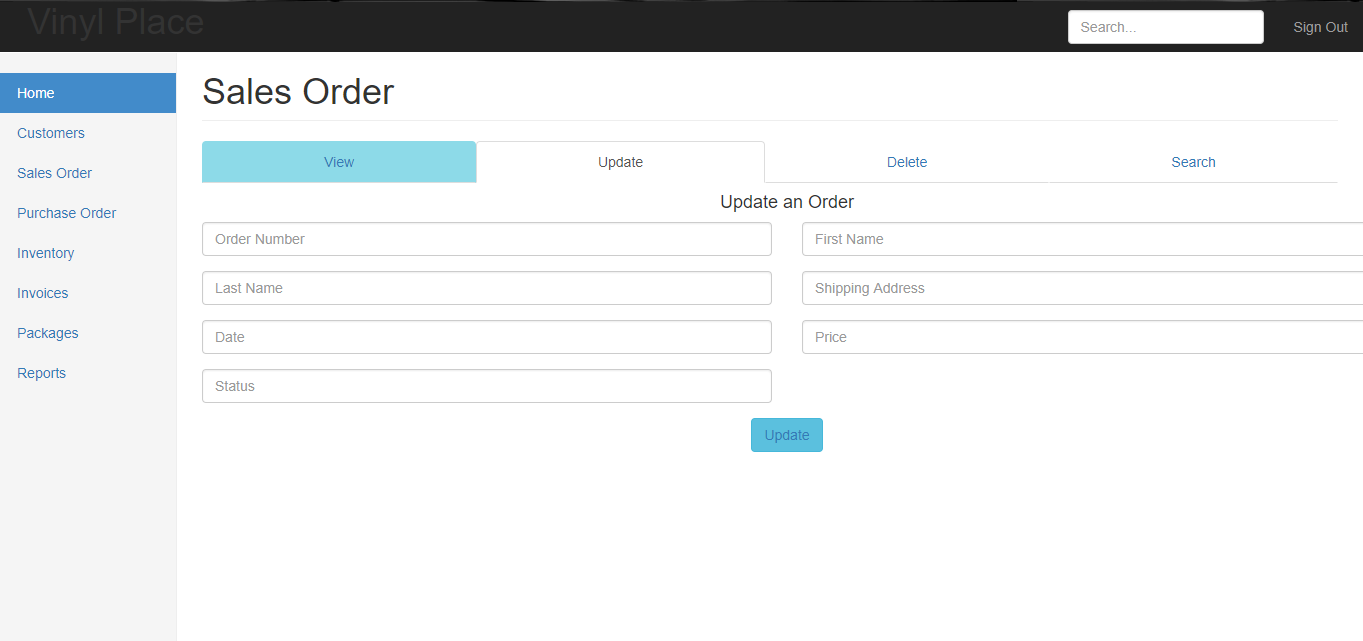 Vinyl Place
Search...
Sign Out
Home
Customers
Sales Order
Purchase Order
Inventory
Invoices
Packages
Reports
Sales Order
View Update Delete Search
Update an Order
Order Number First Name
Last Name Shipping Address
Date Price
Status
Update